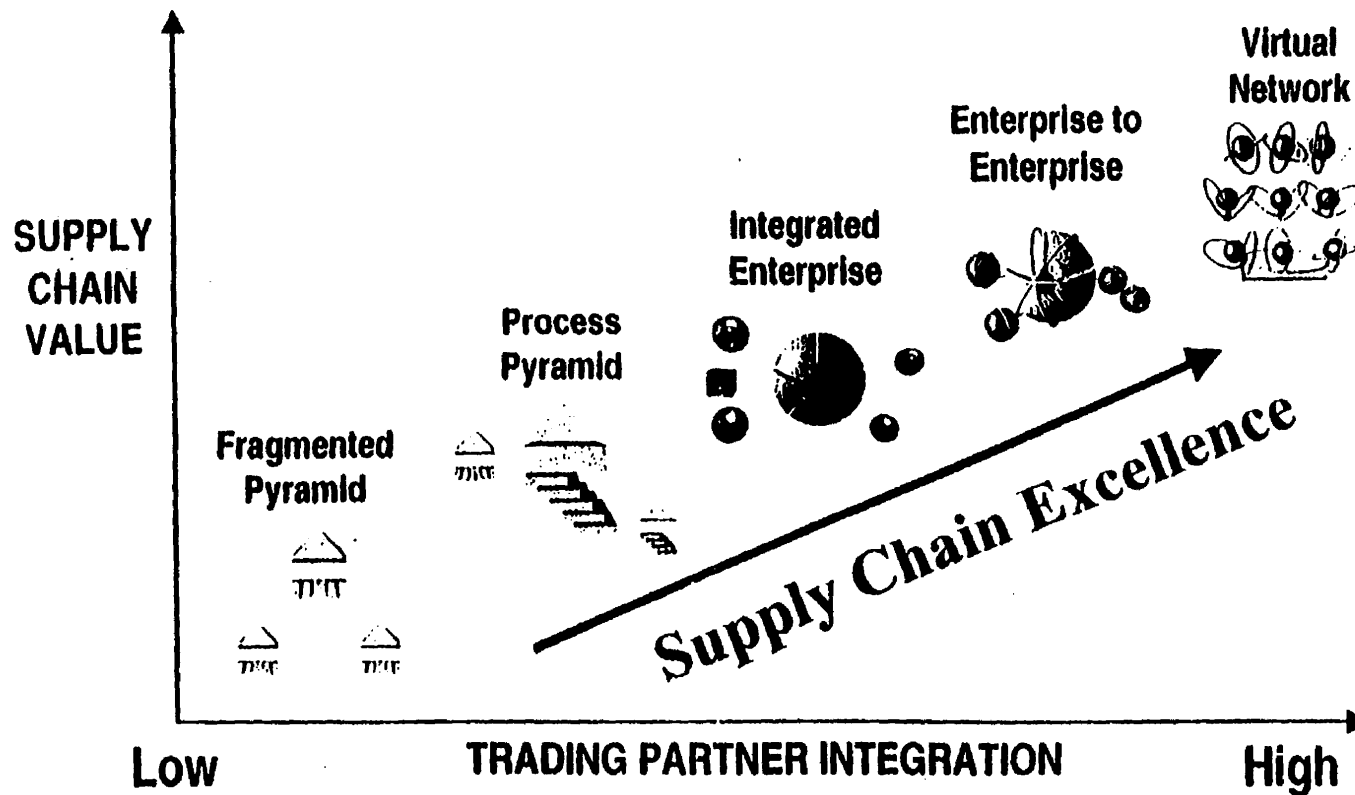 Virtual
Network
Enterprise to
Enterprise
Integrated
Enterprise
SUPPLY
CHAIN
VALUE
Process
Pyramid
Fragmented
Pyramid
Supply Chain Excellence
Low
TRADING PARTNER INTEGRATION
High